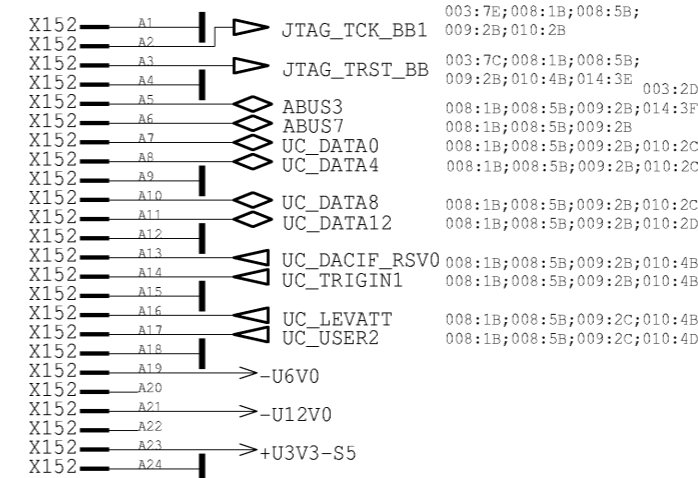 X152 A1 003:7E;008:1B;008:5B;
X152 A2 JTAG_TCK_BB1 009:2B;010:2B
X152 A3 JTAG_TRST_BB 003:7C;008:1B;008:5B;
X152 A4 009:2B;010:4B;014:3E 003:2D
X152 A5 ABUS3 008:1B;008:5B;009:2B;014:3F
X152 A6 ABUS7 008:1B;008:5B;009:2B
X152 A7 UC_DATA0 008:1B;008:5B;009:2B;010:2C
X152 A8 UC_DATA4 008:1B;008:5B;009:2B;010:2C
X152 A9
X152 A10 UC_DATA8 008:1B;008:5B;009:2B;010:2C
X152 A11 UC_DATA12 008:1B;008:5B;009:2B;010:2D
X152 A12
X152 A13 UC_DACIF_RSV0 008:1B;008:5B;009:2B;010:4B
X152 A14 UC_TRIGIN1 008:1B;008:5B;009:2B;010:4B
X152 A15
X152 A16 UC_LEVATT 008:1B;008:5B;009:2C;010:4B
X152 A17 UC_USER2 008:1B;008:5B;009:2C;010:4D
X152 A18
X152 A19 -U6V0
X152 A20
X152 A21 -U12V0
X152 A22
X152 A23 +U3V3-S5
X152 A24